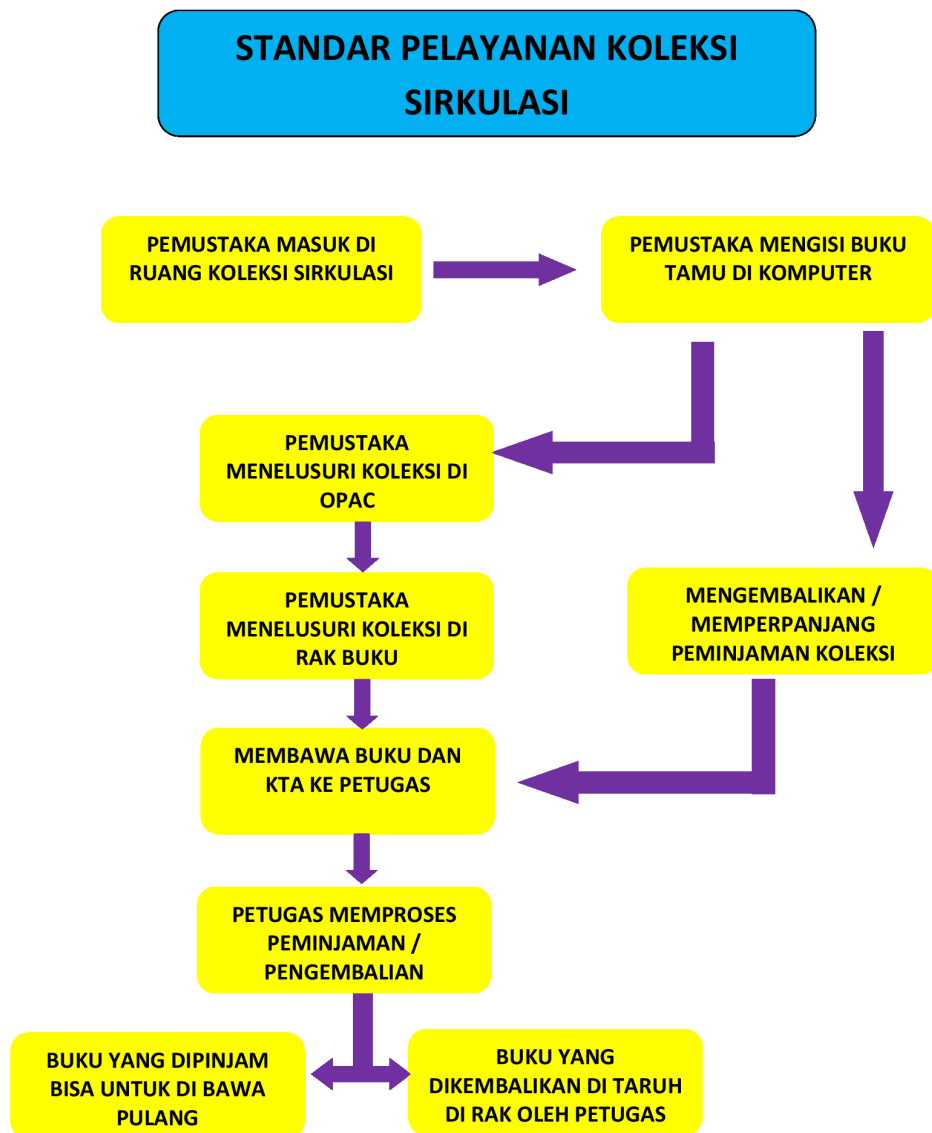 STANDAR PELAYANAN KOLEKSI
SIRKULASI
PEMUSTAKA MASUK DI
RUANG KOLEKSI SIRKULASI
PEMUSTAKA MENGISI BUKU
TAMU DI KOMPUTER
PEMUSTAKA
MENELUSURI KOLEKSI DI
OPAC
PEMUSTAKA
MENELUSURI KOLEKSI DI
RAK BUKU
MENGEMBALIKAN /
MEMPERPANJANG
PEMINJAMAN KOLEKSI
MEMBAWA BUKU DAN
KTA KE PETUGAS
PETUGAS MEMPROSES
PEMINJAMAN /
PENGEMBALIAN
BUKU YANG DIPINJAM
BISA UNTUK DI BAWA
PULANG
BUKU YANG
DIKEMBALIKAN DI TARUH
DI RAK OLEH PETUGAS